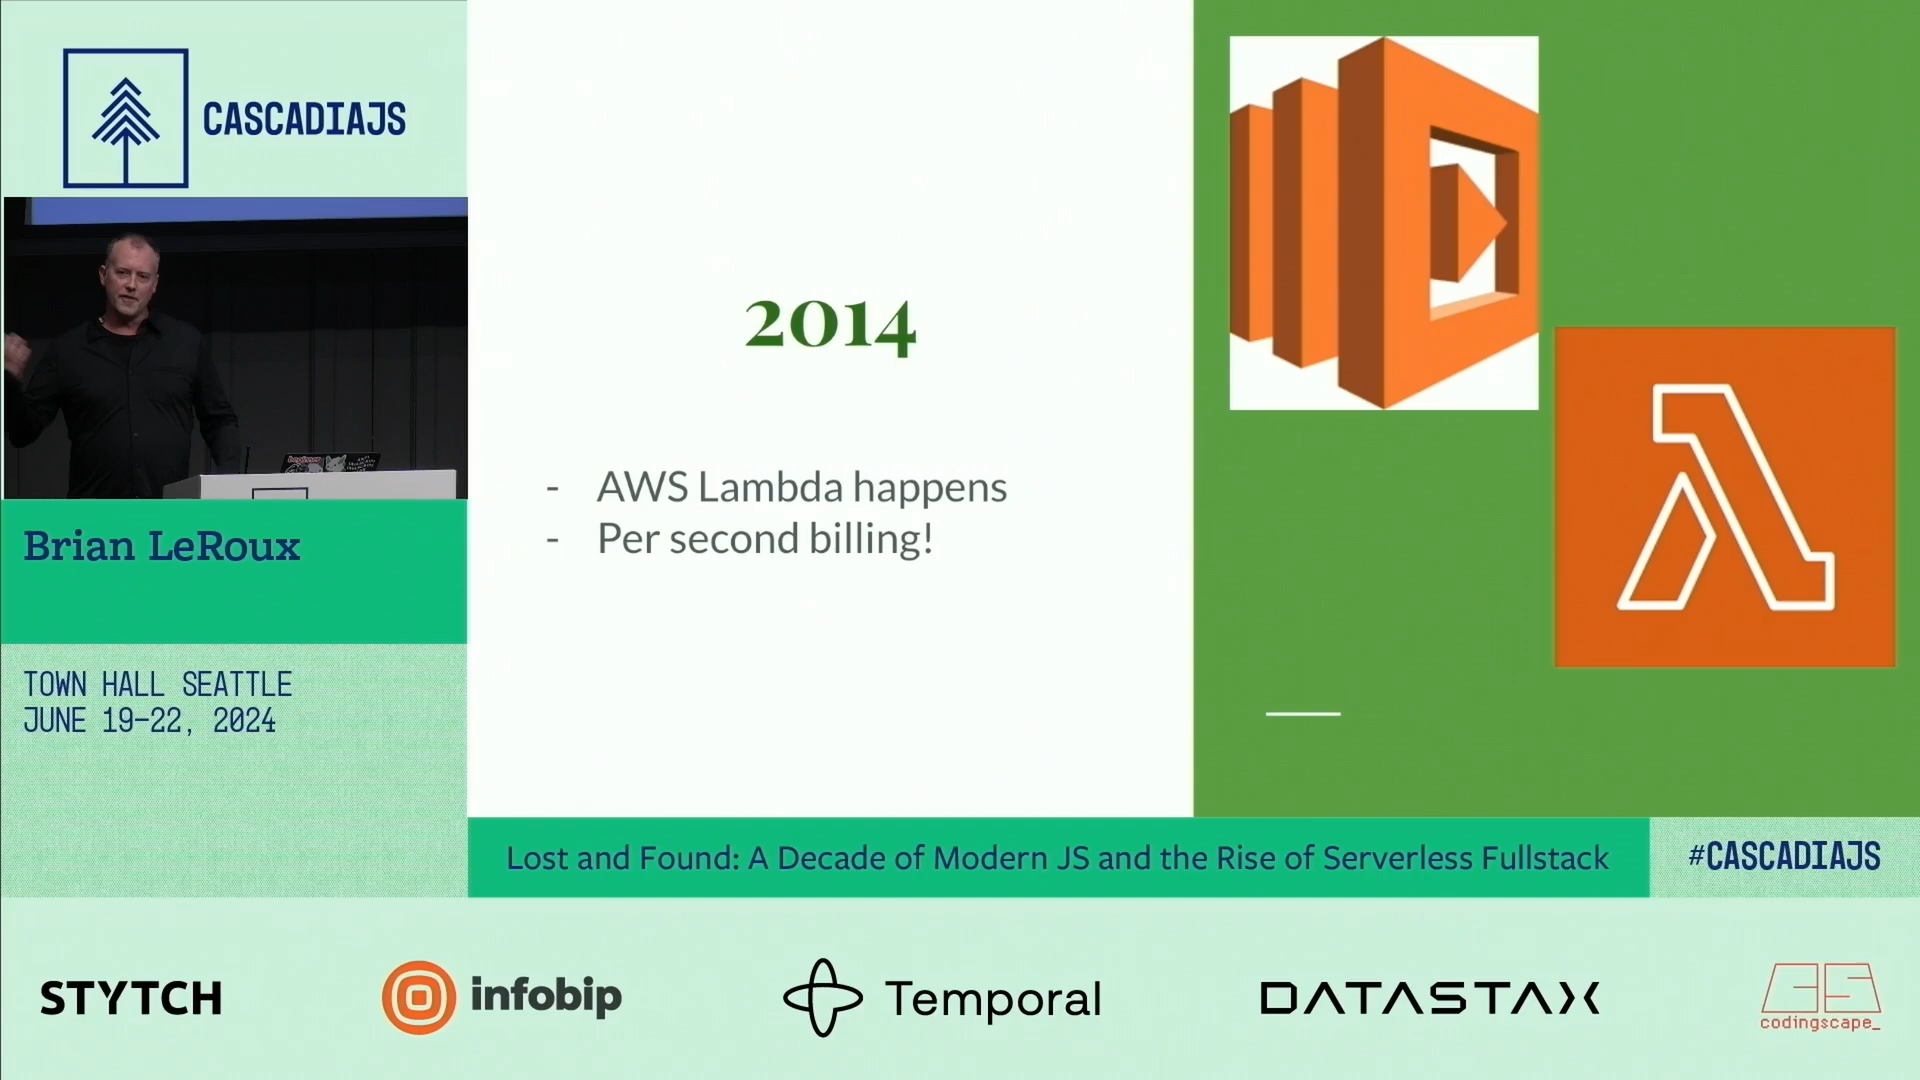 CASCADIAJS
Brian LeRoux
TOWN HALL SEATTLE
JUNE 19-22, 2024
2014
- AWS Lambda happens
- Per second billing!
Lost and Found: A Decade of Modern JS and the Rise of Serverless Fullstack
#CASCADIAJS
STYTCH
infobip
Temporal
DATASTAX
codingscape_